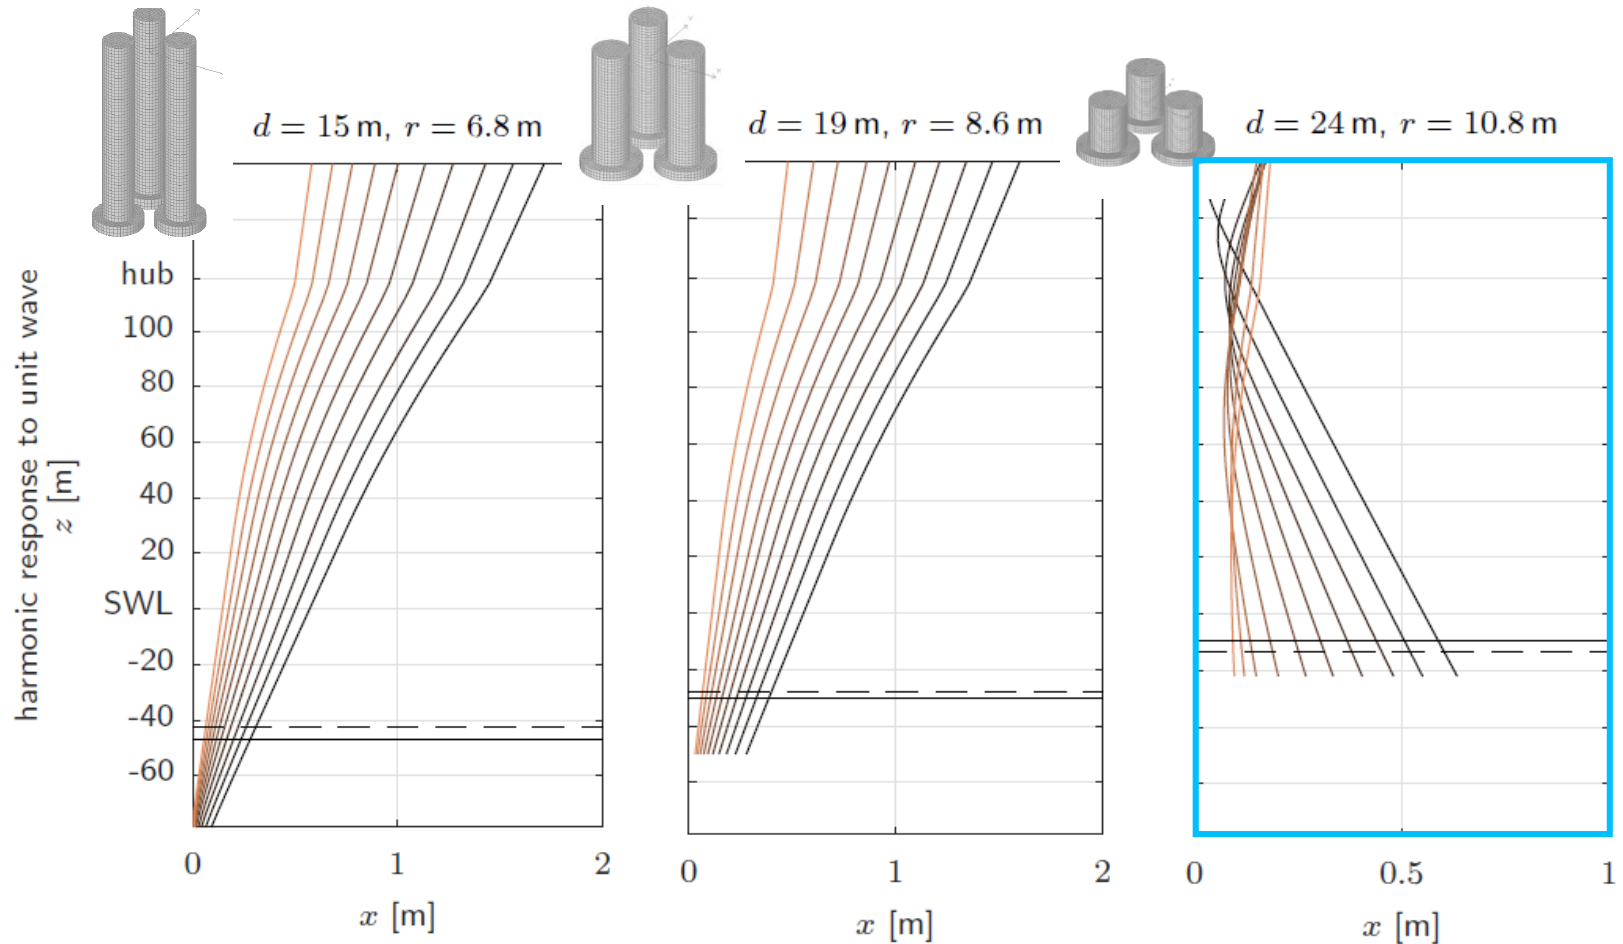 d = 15 m, r = 6.8 m
d = 19 m, r = 8.6 m
d = 24 m, r = 10.8 m
harmonic response to unit wave
z [m]
hub
100
80
60
40
20
SWL
-20
-40
-60
0 1 2
0 1 2
0 0.5 1
x [m]
x [m]
x [m]